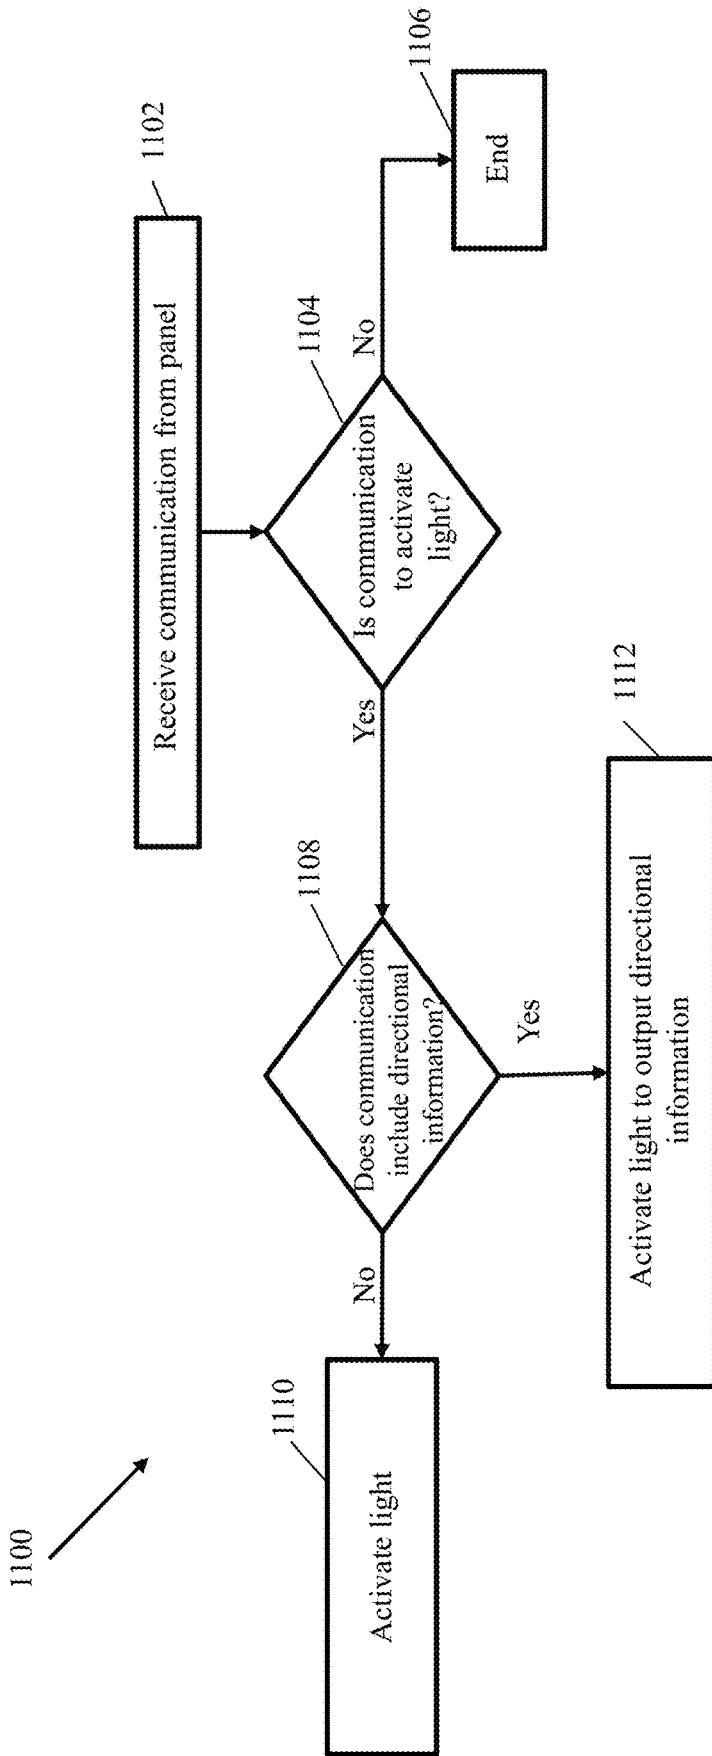 1100
1102
Receive communication from panel
1104
Is communication
to activate
light?
No
1106
End
Yes
1108
Does communication
include directional
information?
No
1110
Activate light
Yes
1112
Activate light to output directional
information